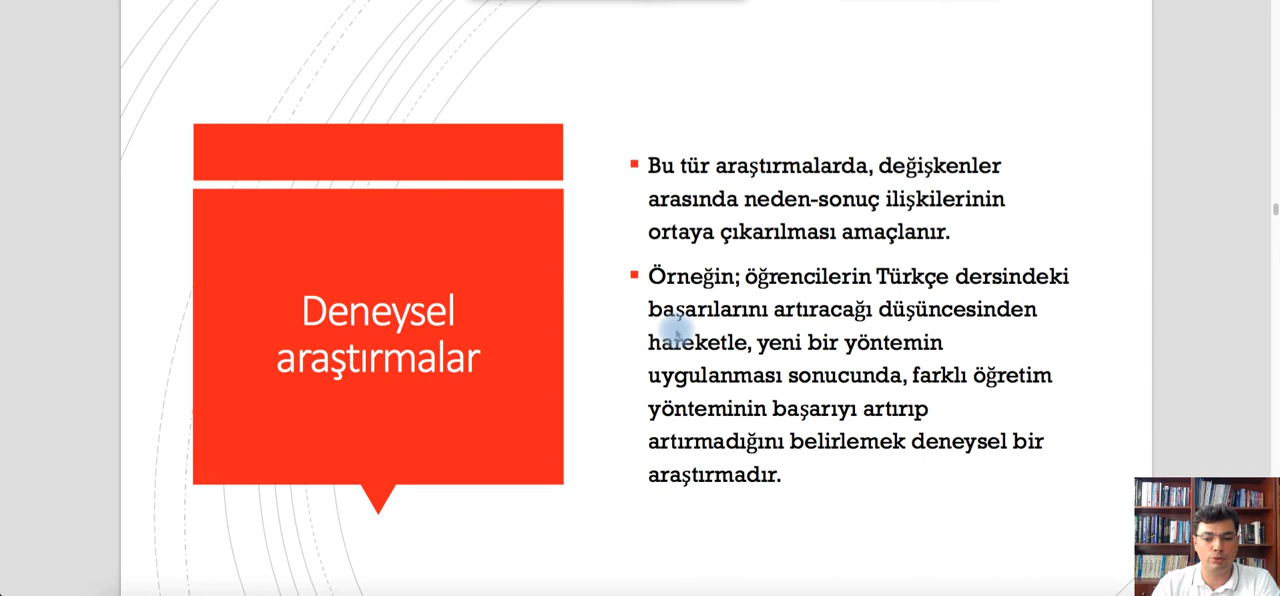 Deneysel
araştırmalar
Bu tür araştırmalarda, değişkenler
arasında neden-sonuç ilişkilerinin
ortaya çıkarılması amaçlanır.
Örneğin; öğrencilerin Türkçe dersindeki
başarılarını artıracağı düşüncesinden
hareketle, yeni bir yöntemin
uygulanması sonucunda, farklı öğretim
yönteminin başarıyı artırıp
artırmadığını belirlemek deneysel bir
araştırmadır.